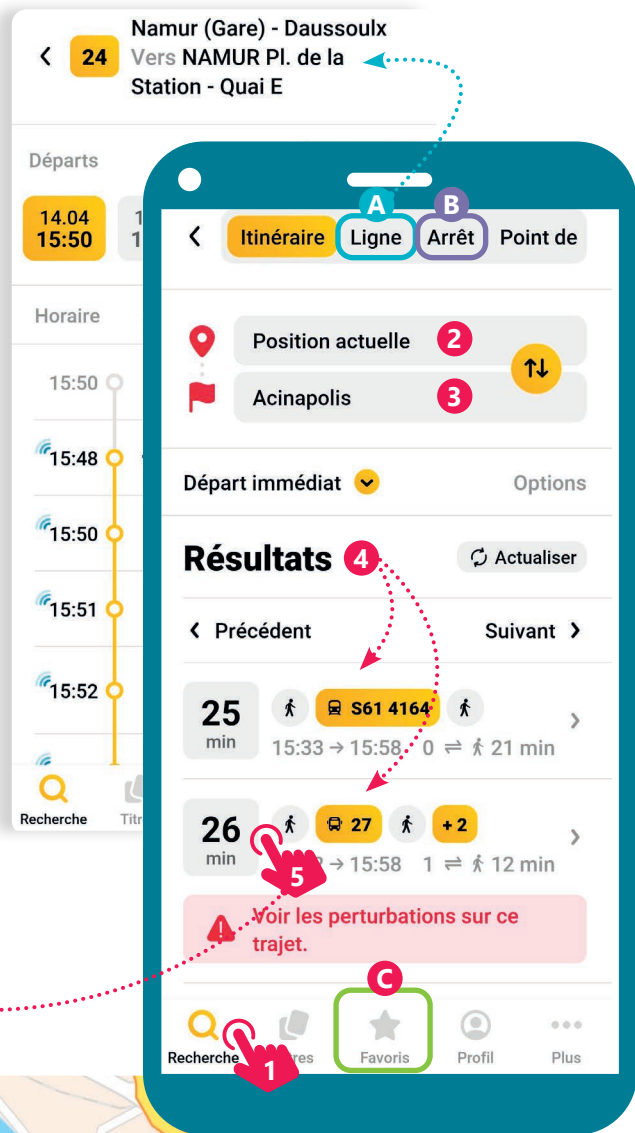 24
Namur (Gare) - Daussoulx
Vers NAMUR Pl. de la
Station - Quai E
Départs
14.04
15:50
Horaire
15:50
15:48
15:50
15:51
15:52
Recherche
A
B
Itinéraire Ligne Arrêt Point de
Position actuelle 2
Acinapolis 3
Départ immédiat Options
Résultats 4 Actualiser
Précédent Suivant
25 min
S61 4164
15:33 → 15:58 0 ⇌ 21 min
26 min
27 + 2
→ 15:58 1 ⇌ 12 min
5
Voir les perturbations sur ce
trajet.
C
Recherche Favoris Profil Plus
1